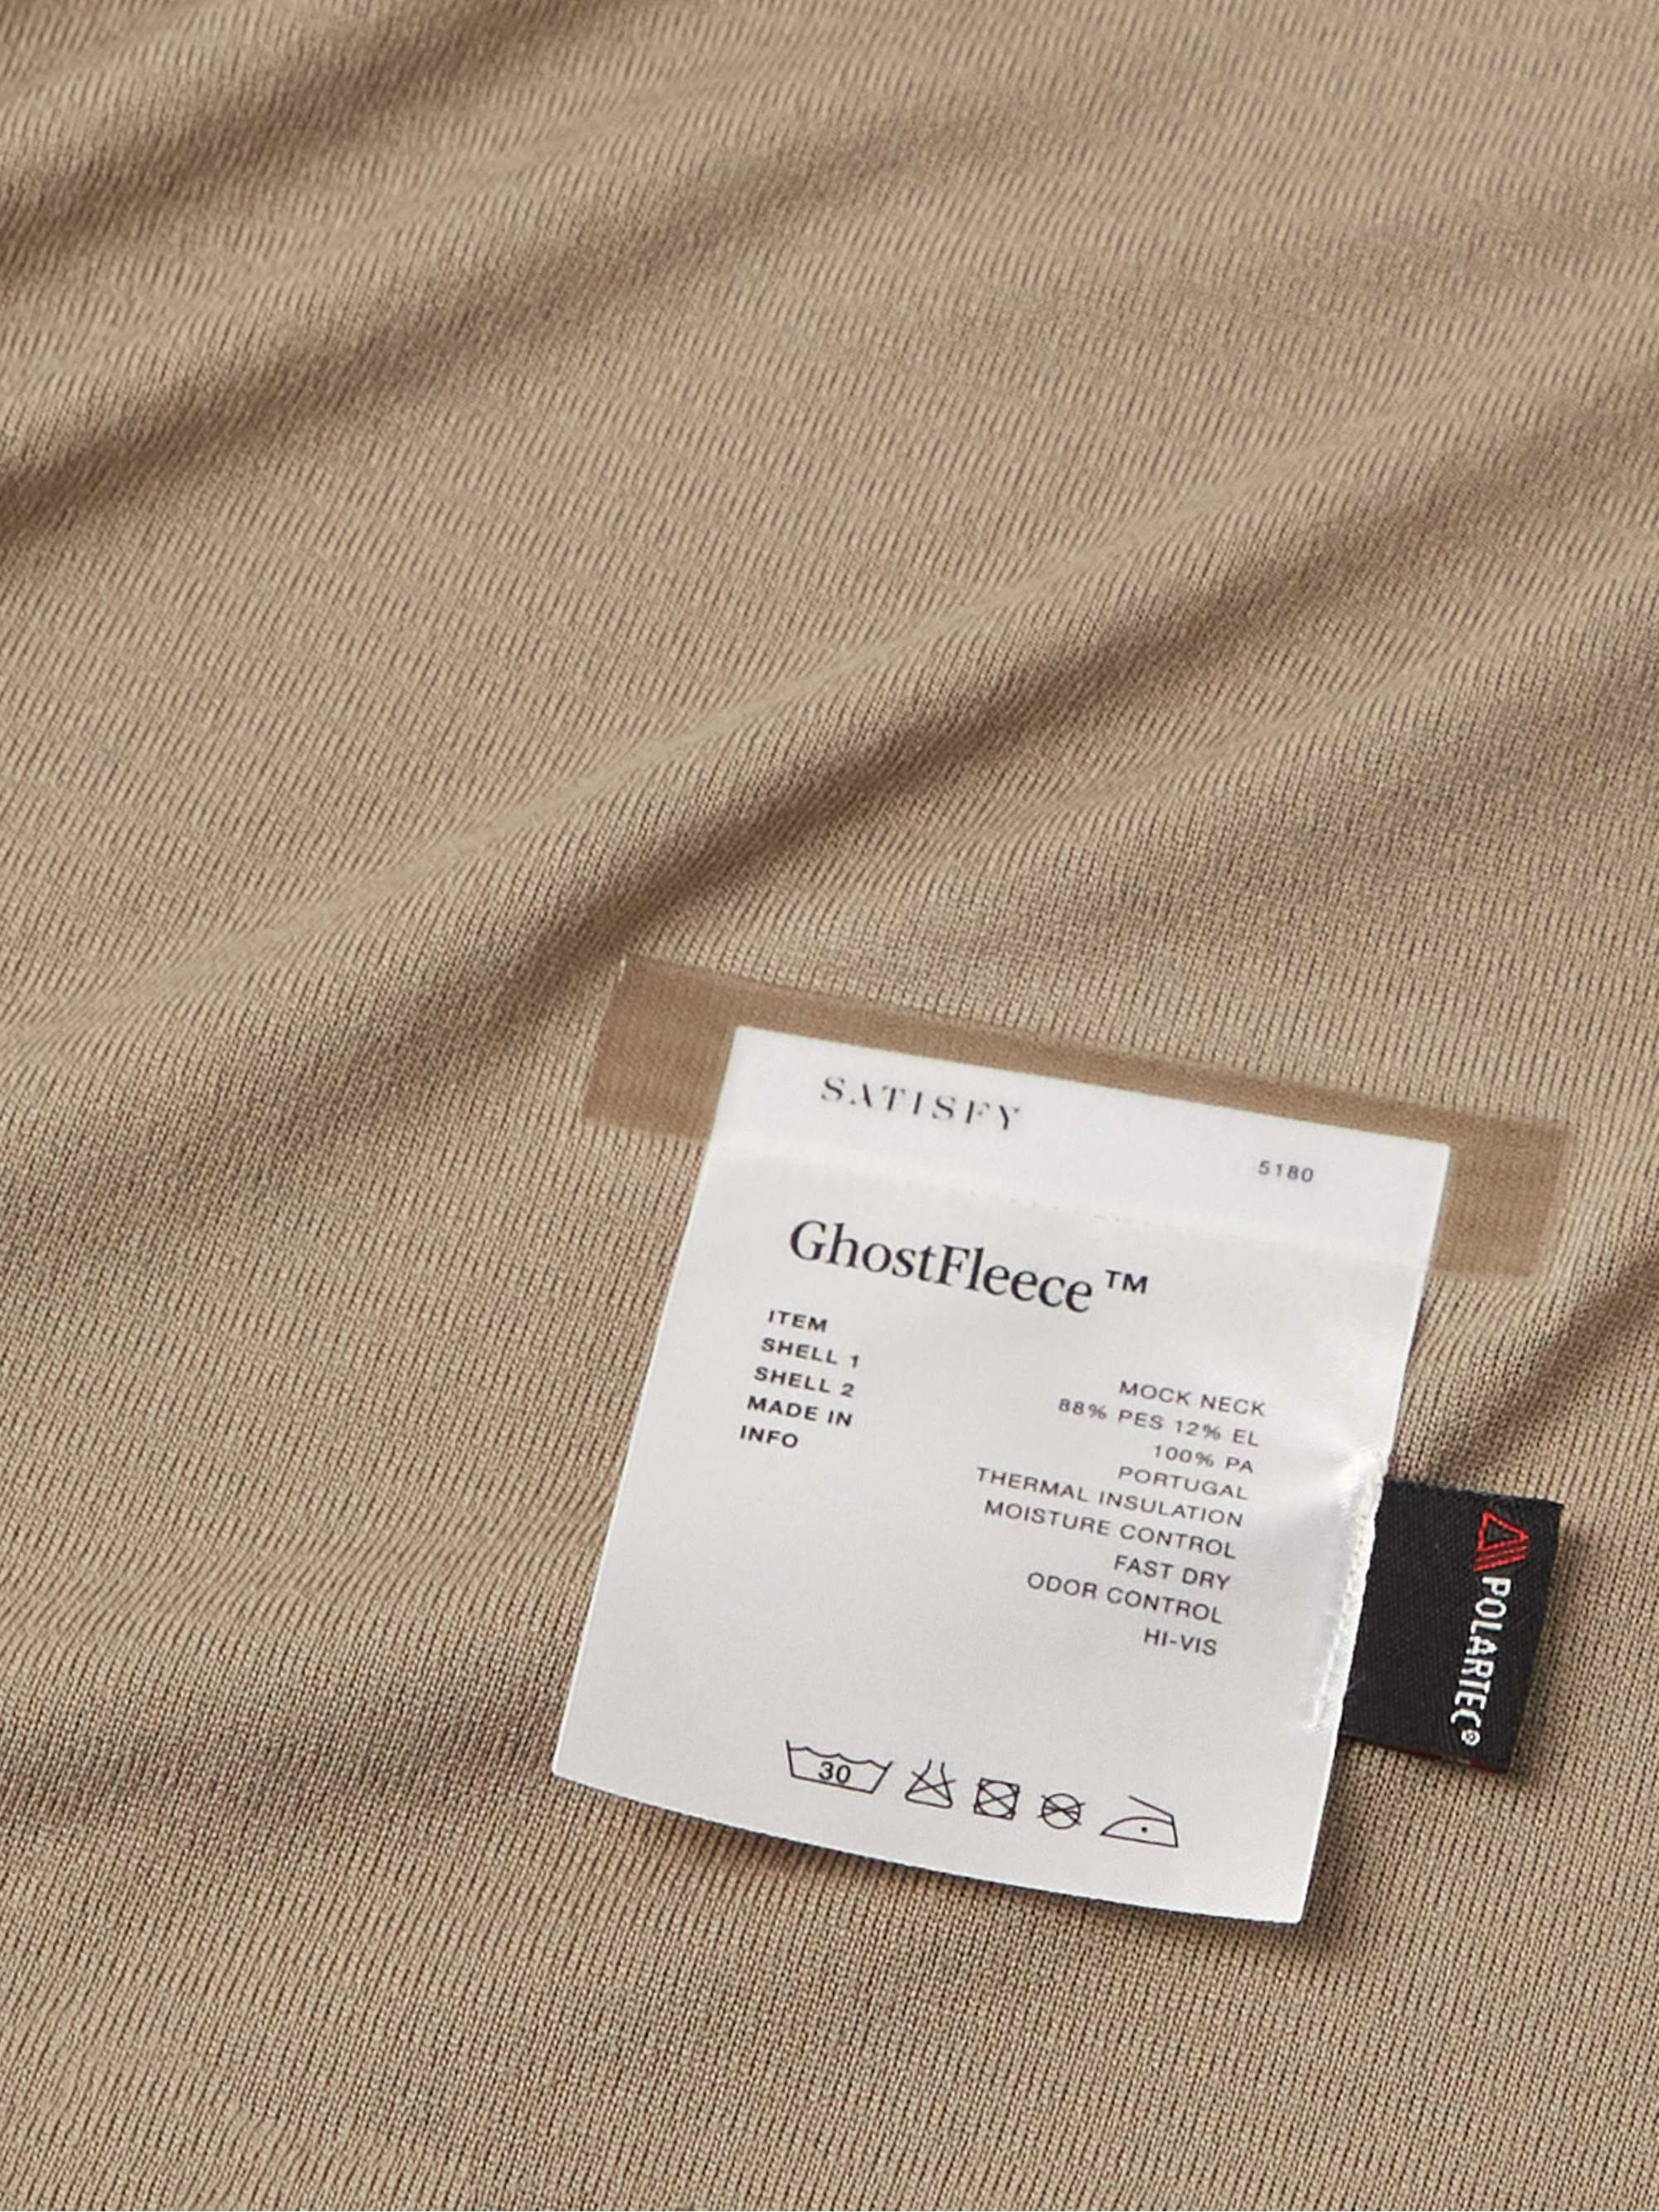 SATISFY
5180
GhostFleece™
ITEM
SHELL 1
SHELL 2
MADE IN
INFO
MOCK NECK
88% PES 12% EL
100% PA
PORTUGAL
THERMAL INSULATION
MOISTURE CONTROL
FAST DRY
ODOR CONTROL
HI-VIS
30
POLARTEC®